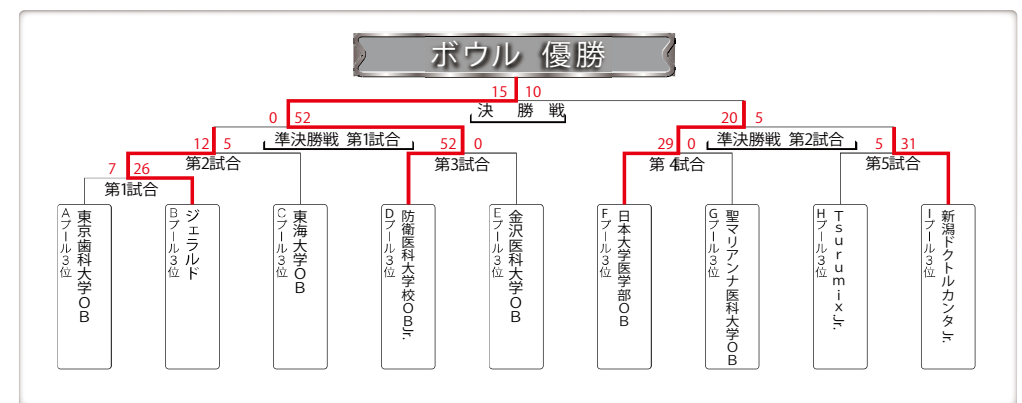 ボウル 優勝
15 10
決 勝 戦
0 52
20 5
準決勝戦 第1試合
準決勝戦 第2試合
12 5
52 0
29 0
5 31
第2試合
第3試合
第4試合
第5試合
7 26
第1試合
Aプール3位
東京歯科大学OB
Bプール3位
ジェラルド
Cプール3位
東海大学OB
Dプール3位
防衛医科大学校OBJr.
Eプール3位
金沢医科大学OB
Fプール3位
日本大学医学部OB
Gプール3位
聖マリアンナ医科大学OB
Hプール3位
TsurumixJr.
Iプール3位
新潟ドクトルカンタJr.